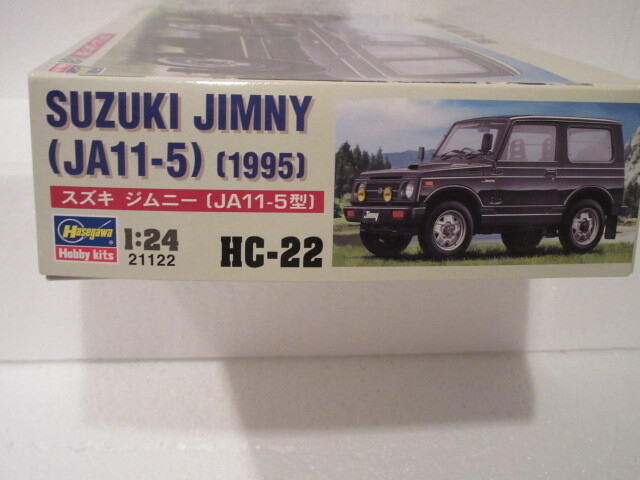 SUZUKI JIMNY
(JA11-5) (1995)
スズキ ジムニー (JA11-5型)
Hasegawa
Hobby kits
1:24
21122
HC-22
Jimny